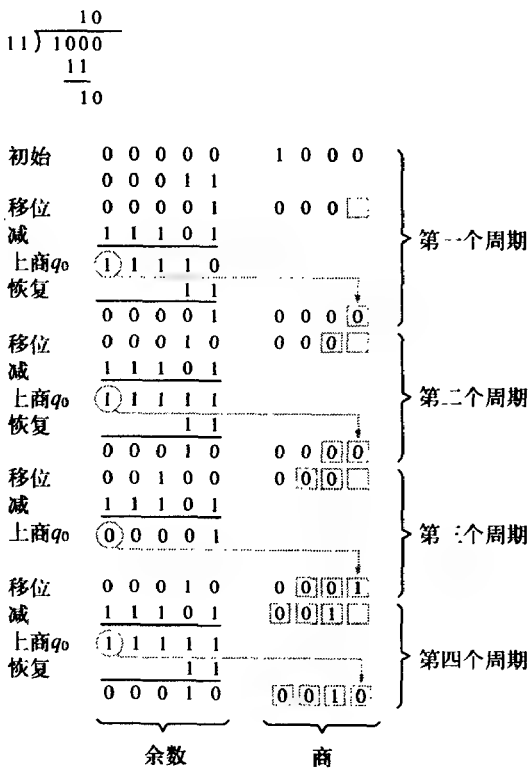 10
11) 1000
11
10
初始 0 0 0 0 0 1 0 0 0
0 0 0 1 1
移位 0 0 0 0 1 0 0 0
减 1 1 1 0 1
上商q0 1 1 1 1 0
恢复 1 1
0 0 0 0 1 0 0 0 0
第一个周期
移位 0 0 0 1 0 0 0 0
减 1 1 1 0 1
上商q0 1 1 1 1 1
恢复 1 1
0 0 0 1 0 0 0 0 0
第二个周期
移位 0 0 1 0 0 0 0 0
减 1 1 1 0 1
上商q0 0 0 0 0 1
0 0 0 1
第三个周期
移位 0 0 0 1 0 0 0 1
减 1 1 1 0 1
上商q0 1 1 1 1 1
恢复 1 1
0 0 0 1 0 0 0 1 0
第四个周期
余数 商